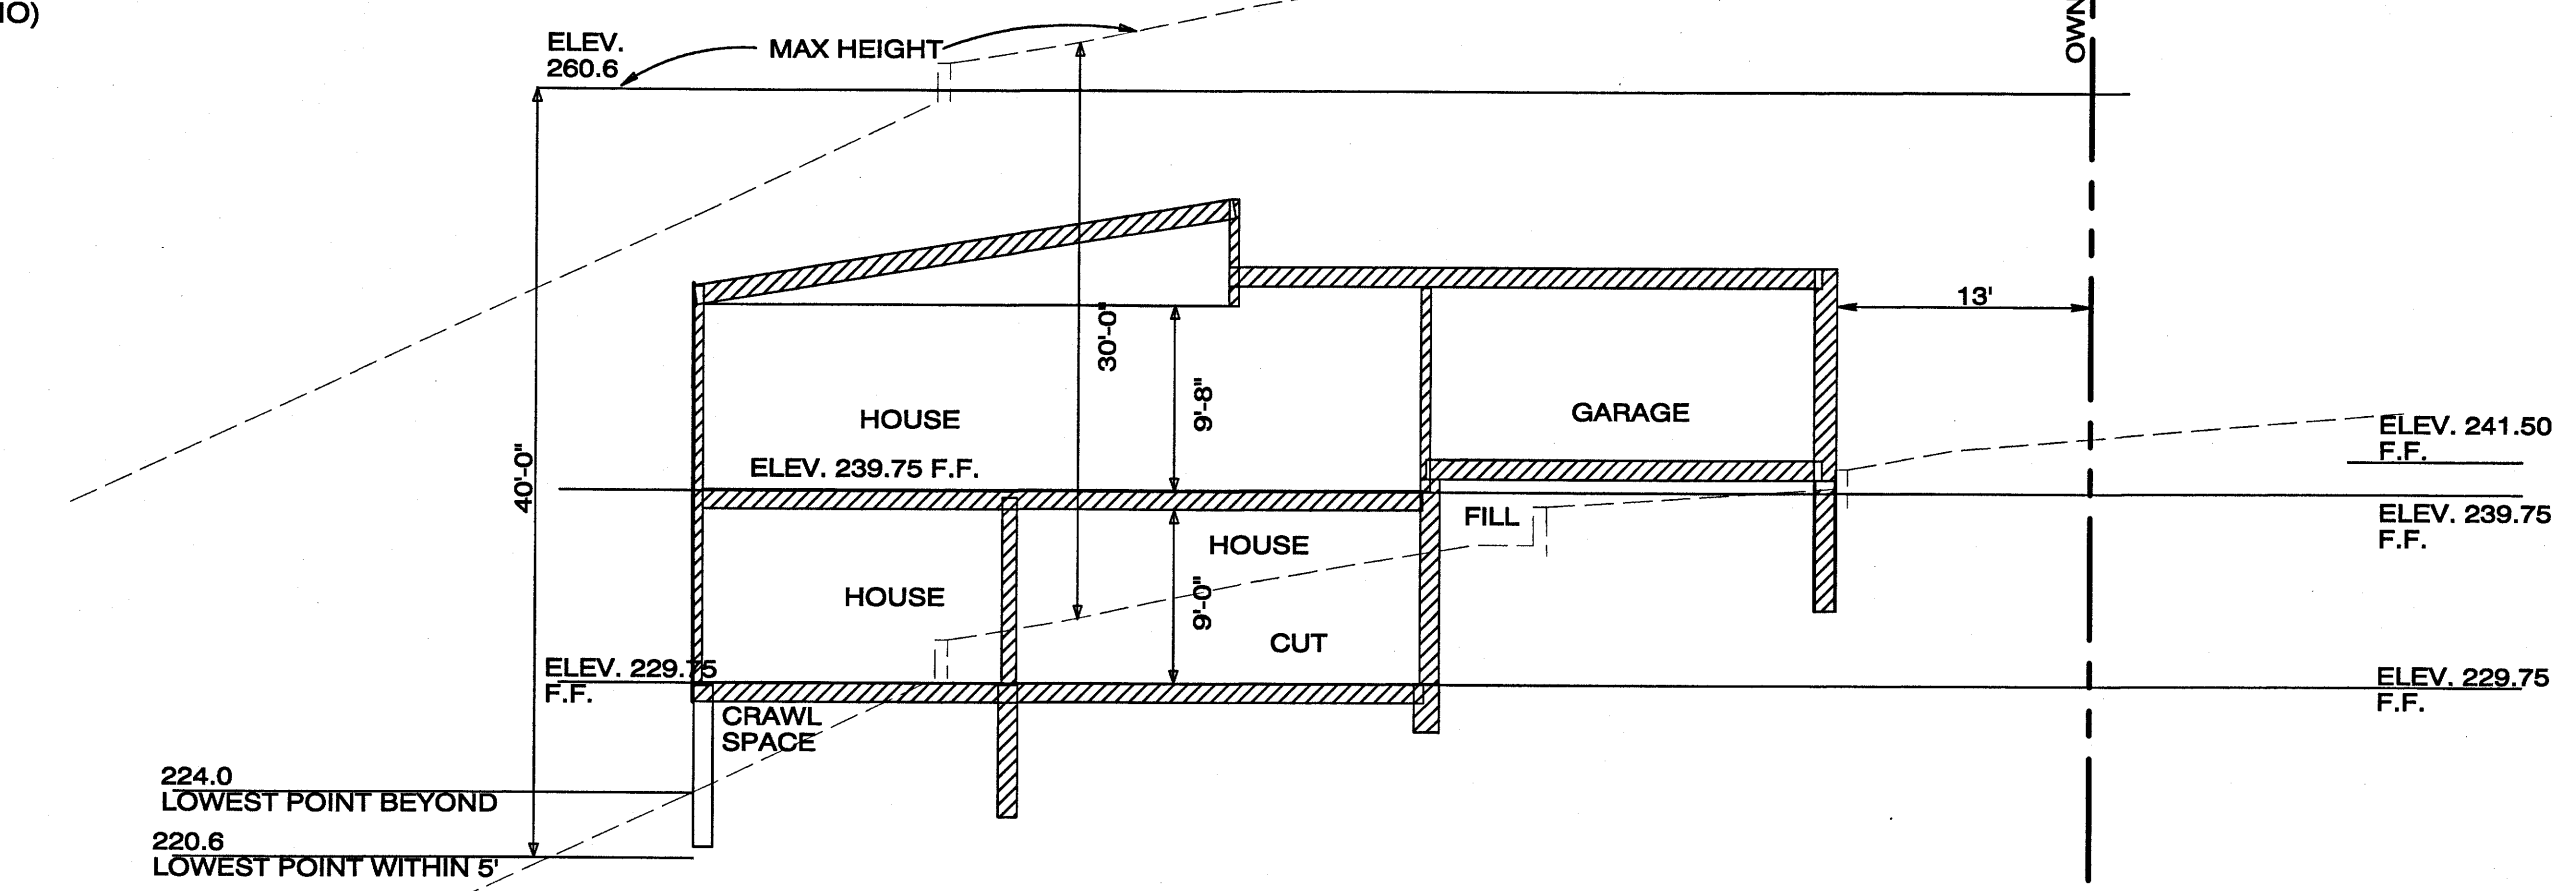 IO)
OWN
ELEV.
260.6
MAX HEIGHT
13'
30'-0"
9'-8"
HOUSE
GARAGE
ELEV. 241.50
F.F.
ELEV. 239.75 F.F.
40'-0"
FILL
ELEV. 239.75
F.F.
HOUSE
HOUSE
9'-0"
CUT
ELEV. 229.75
F.F.
ELEV. 229.75
F.F.
CRAWL
SPACE
224.0
LOWEST POINT BEYOND
220.6
LOWEST POINT WITHIN 5'